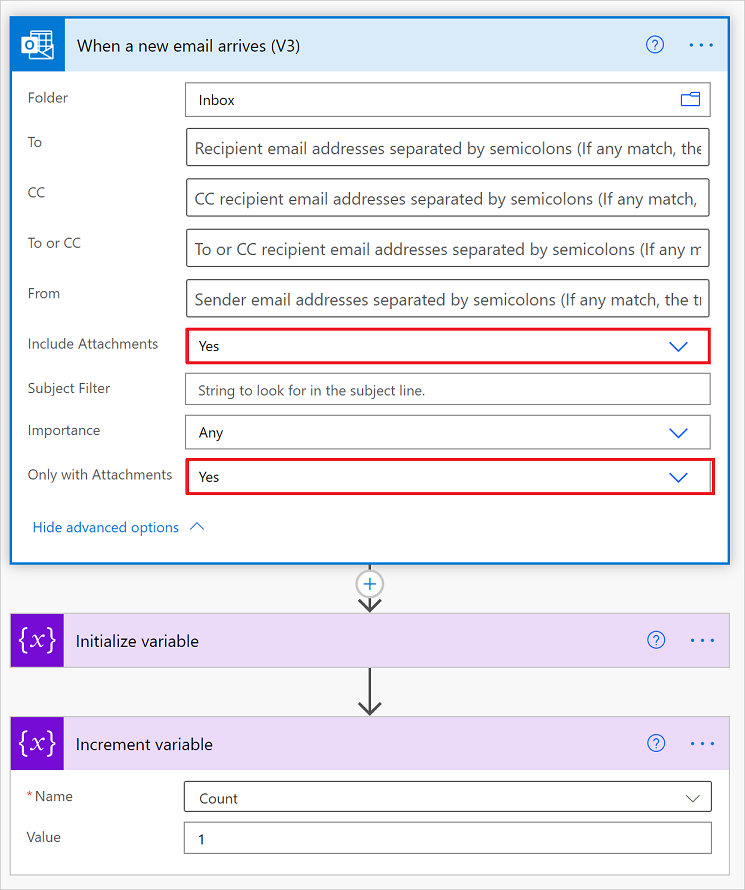 When a new email arrives (V3)
Folder
Inbox
To
Recipient email addresses separated by semicolons (If any match, the
CC
CC recipient email addresses separated by semicolons (If any match,
To or CC
To or CC recipient email addresses separated by semicolons (If any m
From
Sender email addresses separated by semicolons (If any match, the tr
Include Attachments
Yes
Subject Filter
String to look for in the subject line.
Importance
Any
Only with Attachments
Yes
Hide advanced options
{x} Initialize variable
{x} Increment variable
* Name
Count
Value
1